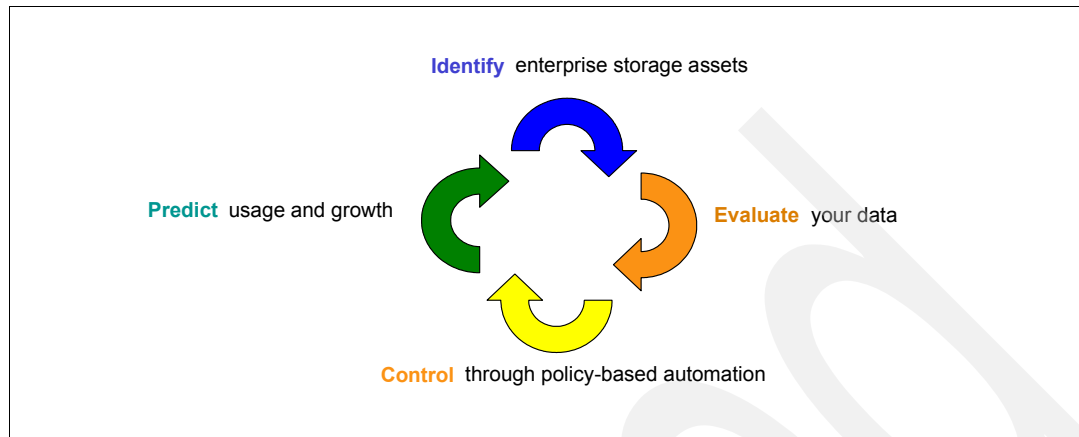 Identify enterprise storage assets
Predict usage and growth
Evaluate your data
Control through policy-based automation